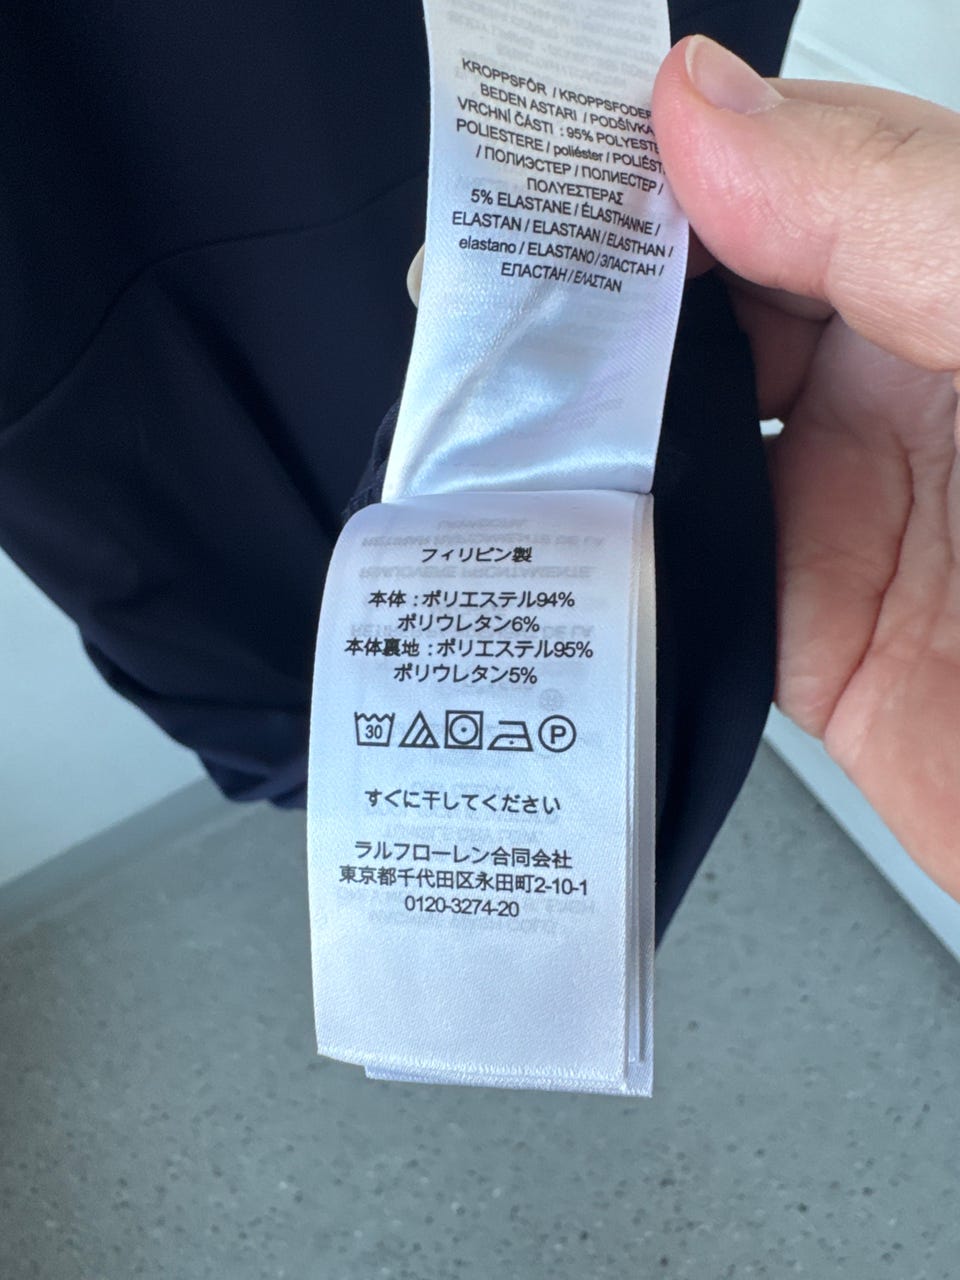 KROPPSFÔR / KROPPSFODER
BEDEN ASTARI / PODŠÍVKA
VRCHNÍ ČÁSTI : 95% POLYESTE
POLIESTERE / poliéster / POLIÉST
/ ПОЛИЭСТЕР / ПОЛИЕСТЕР /
ΠΟΛΥΕΣΤΕΡΑΣ
5% ELASTANE / ÉLASTHANNE /
ELASTAN / ELASTAAN / ELASTHAN /
elastano / ELASTANO / ЭЛАСТАН /
ЕЛАСТАН / ΕΛΑΣΤΑΝ
フィリピン製
本体 : ポリエステル94%
ポリウレタン6%
本体裏地 : ポリエステル95%
ポリウレタン5%
30 P
すぐに干してください
ラルフローレン合同会社
東京都千代田区永田町2-10-1
0120-3274-20